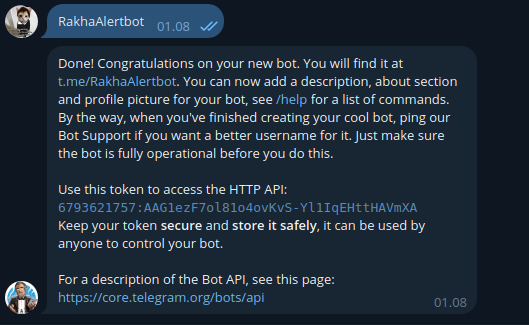 RakhaAlertbot
01.08
Done! Congratulations on your new bot. You will find it at
t.me/RakhaAlertbot. You can now add a description, about section
and profile picture for your bot, see /help for a list of commands.
By the way, when you've finished creating your cool bot, ping our
Bot Support if you want a better username for it. Just make sure
the bot is fully operational before you do this.
Use this token to access the HTTP API:
6793621757:AAG1ezF7ol81o4ovKvS-Yl1IqEHttHAVmXA
Keep your token secure and store it safely, it can be used by
anyone to control your bot.
For a description of the Bot API, see this page:
https://core.telegram.org/bots/api
01.08